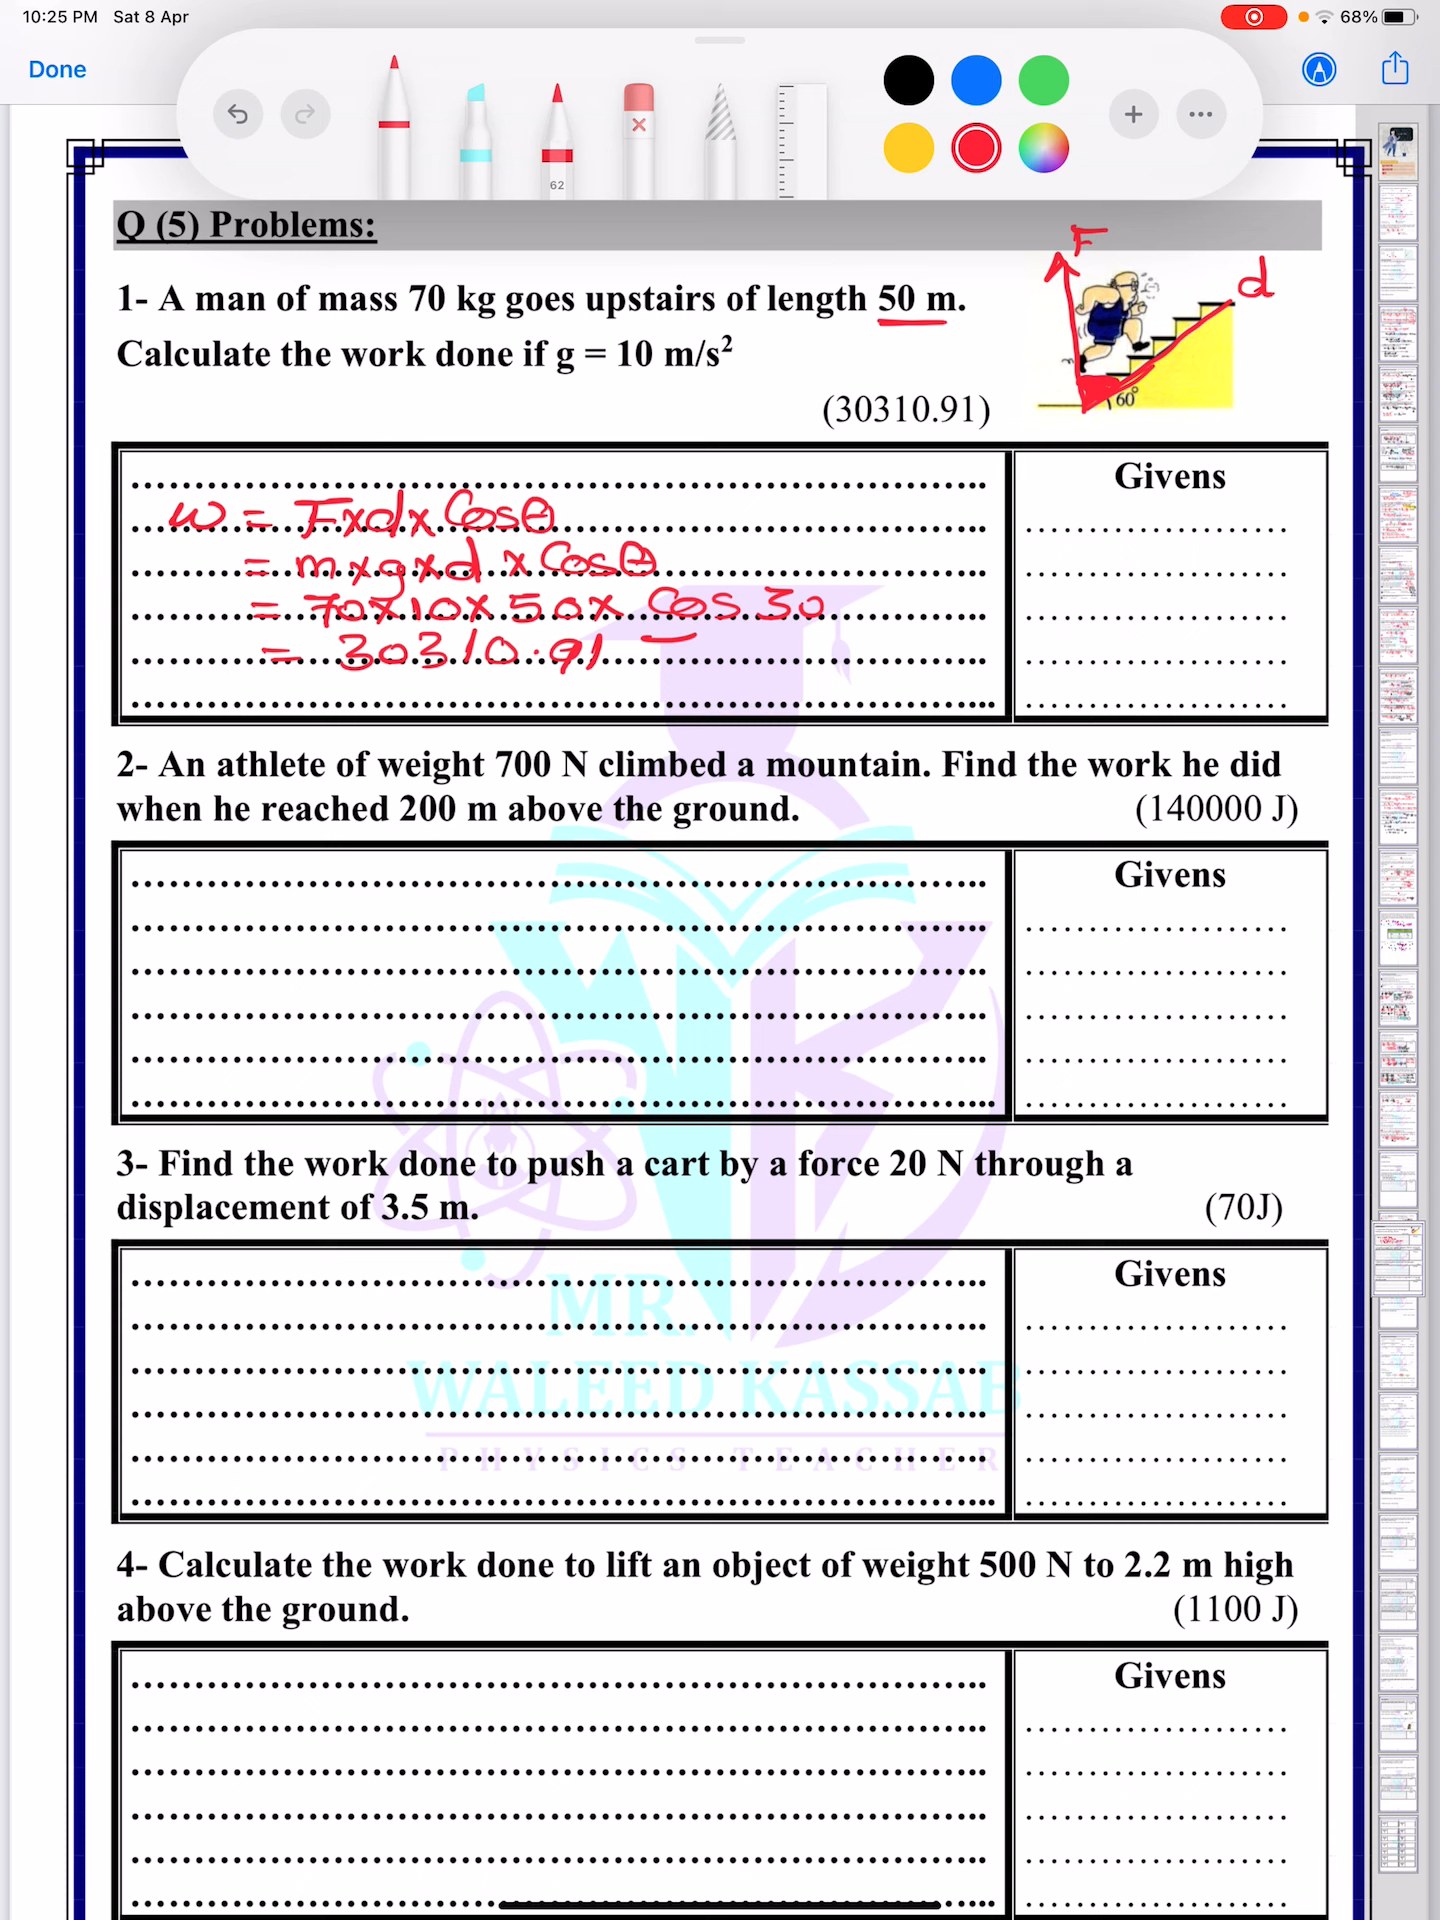 10:25 PM Sat 8 Apr
68%
Done
62
Q (5) Problems:
F
d
1- A man of mass 70 kg goes upstairs of length 50 m.
Calculate the work done if g = 10 m/s²
60°
(30310.91)
Givens
w = F×d×Cosθ
= m×g×d×Cosθ
= 70×10×50× Cos 30
= 30310.91
2- An athlete of weight 700 N climbed a mountain. Find the work he did
when he reached 200 m above the ground. (140000 J)
Givens
3- Find the work done to push a cart by a force 20 N through a
displacement of 3.5 m. (70J)
Givens
MR.
WALEED KASSAB
PHYSICS TEACHER
4- Calculate the work done to lift an object of weight 500 N to 2.2 m high
above the ground. (1100 J)
Givens